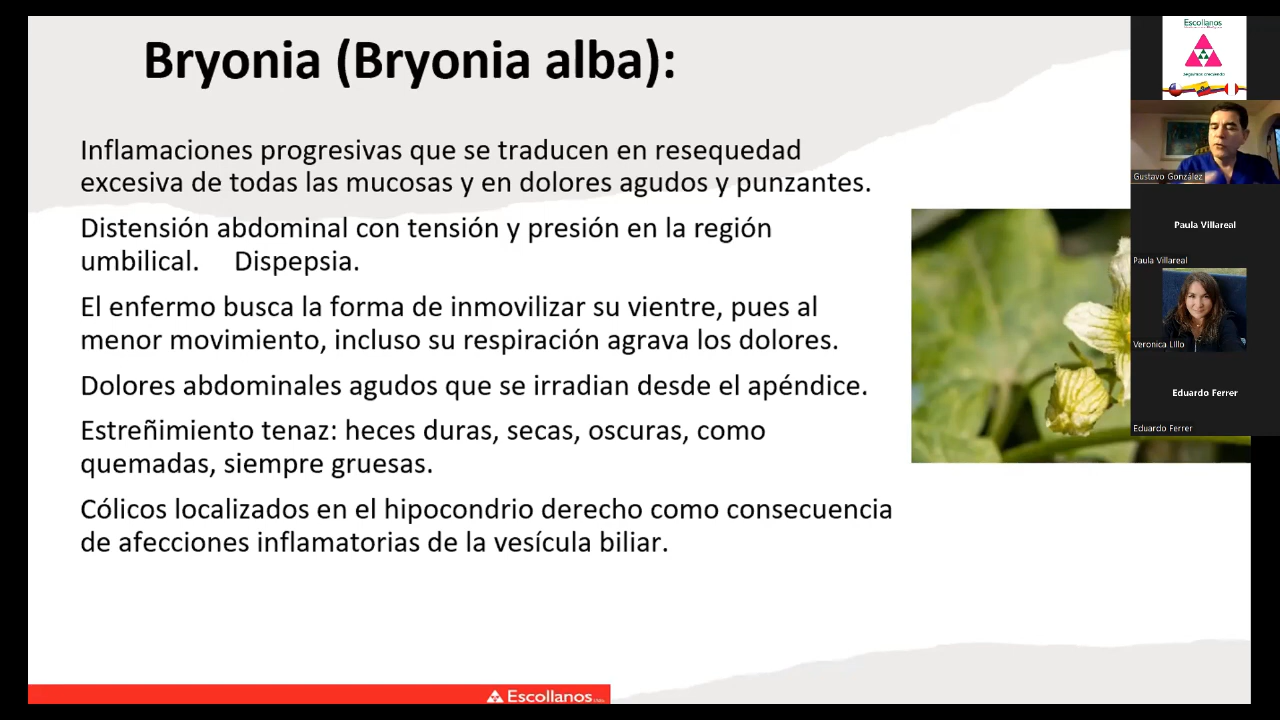 Bryonia (Bryonia alba):
Inflamaciones progresivas que se traducen en resequedad
excesiva de todas las mucosas y en dolores agudos y punzantes.
Distensión abdominal con tensión y presión en la región
umbilical. Dispepsia.
El enfermo busca la forma de inmovilizar su vientre, pues al
menor movimiento, incluso su respiración agrava los dolores.
Dolores abdominales agudos que se irradian desde el apéndice.
Estreñimiento tenaz: heces duras, secas, oscuras, como
quemadas, siempre gruesas.
Cólicos localizados en el hipocondrio derecho como consecuencia
de afecciones inflamatorias de la vesícula biliar.
Escollanos
Escollanos
Gustavo González
Paula Villareal
Paula Villareal
Veronica LIllo
Eduardo Ferrer
Eduardo Ferrer